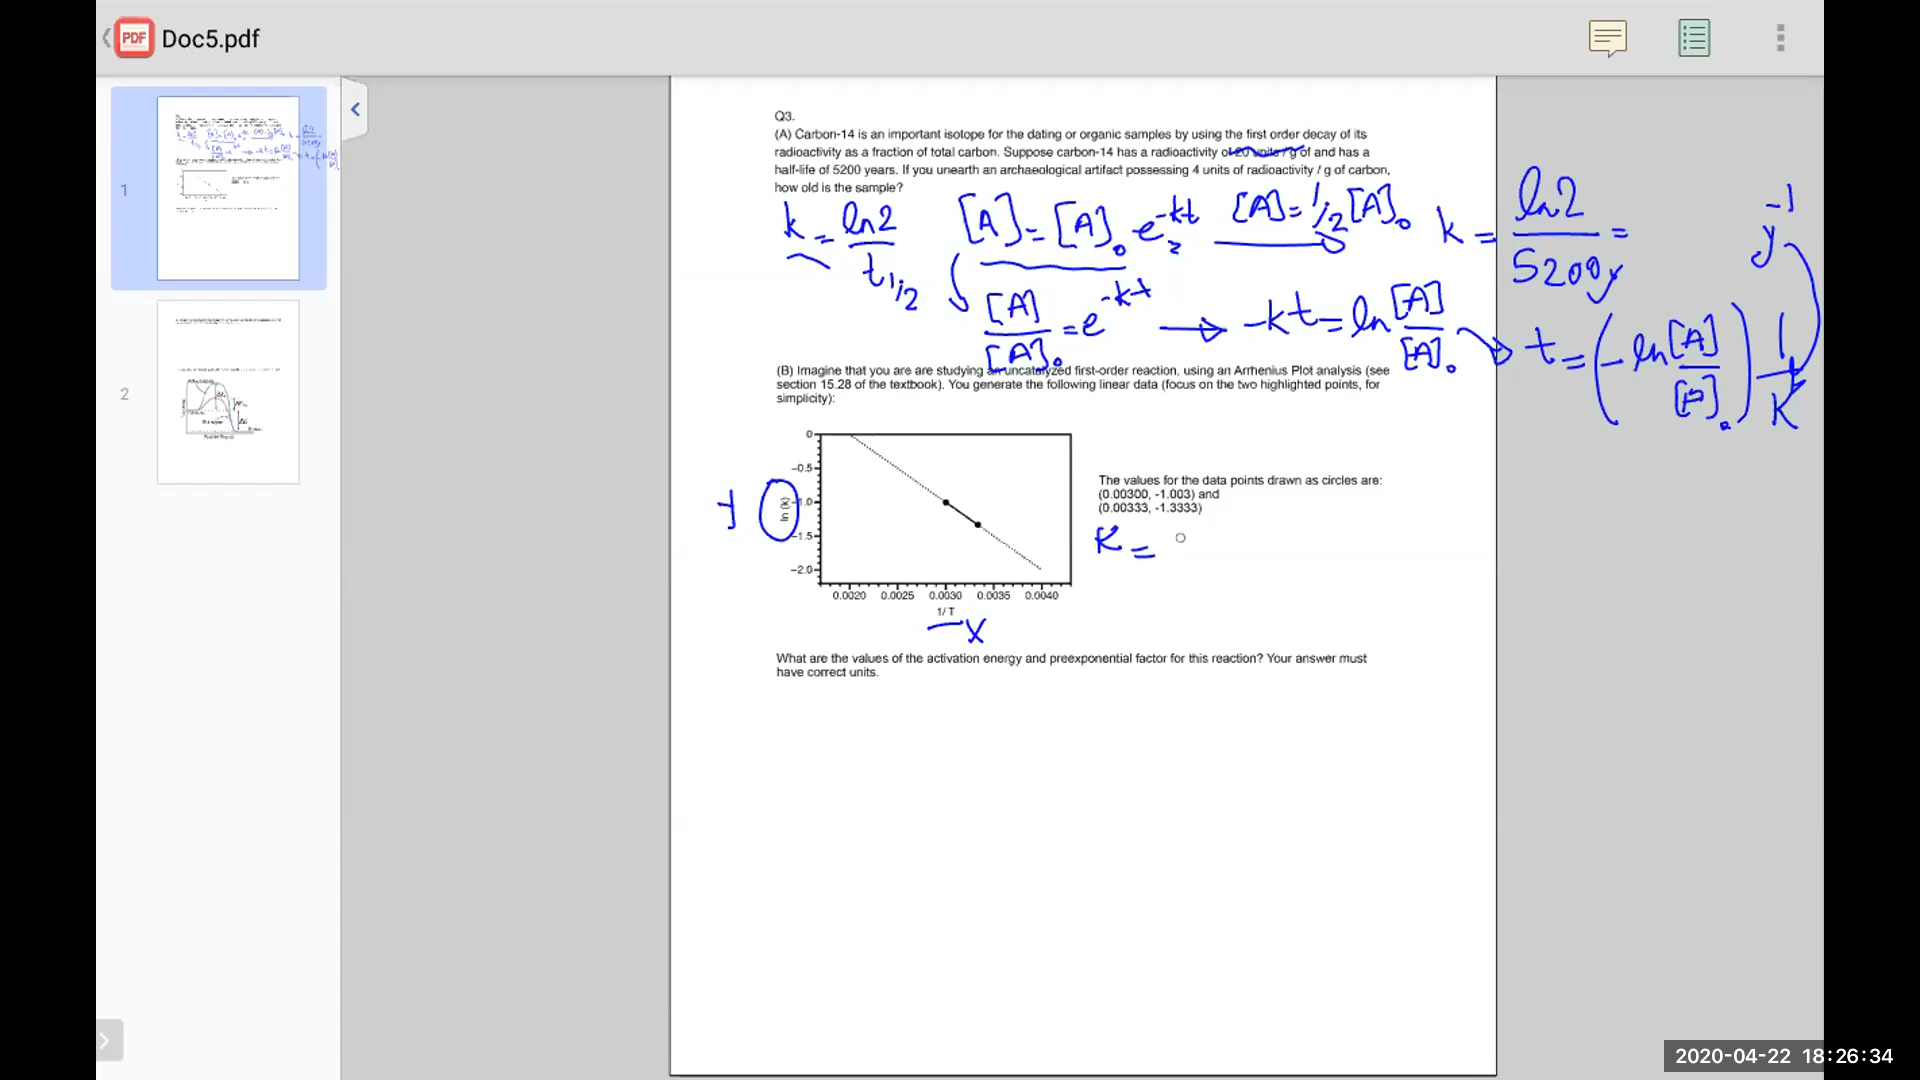 PDF Doc5.pdf
1
2
Q3.
(A) Carbon-14 is an important isotope for the dating or organic samples by using the first order decay of its
radioactivity as a fraction of total carbon. Suppose carbon-14 has a radioactivity of 20 units / g of and has a
half-life of 5200 years. If you unearth an archaeological artifact possessing 4 units of radioactivity / g of carbon,
how old is the sample?
k = ln2 / t1/2
[A] = [A]o e^-kt
[A] = 1/2 [A]o
k = ln2 / 5200y = y^-1
[A] / [A]o = e^-kt → -kt = ln [A] / [A]o → t = (- ln [A] / [A]o) 1 / K
(B) Imagine that you are are studying an uncatalyzed first-order reaction, using an Arrhenius Plot analysis (see
section 15.28 of the textbook). You generate the following linear data (focus on the two highlighted points, for
simplicity):
y
ln (k)
0
-0.5
-1.0
-1.5
-2.0
0.0020 0.0025 0.0030 0.0035 0.0040
1/T
x
The values for the data points drawn as circles are:
(0.00300, -1.003) and
(0.00333, -1.3333)
K =
What are the values of the activation energy and preexponential factor for this reaction? Your answer must
have correct units.
2020-04-22 18:26:34